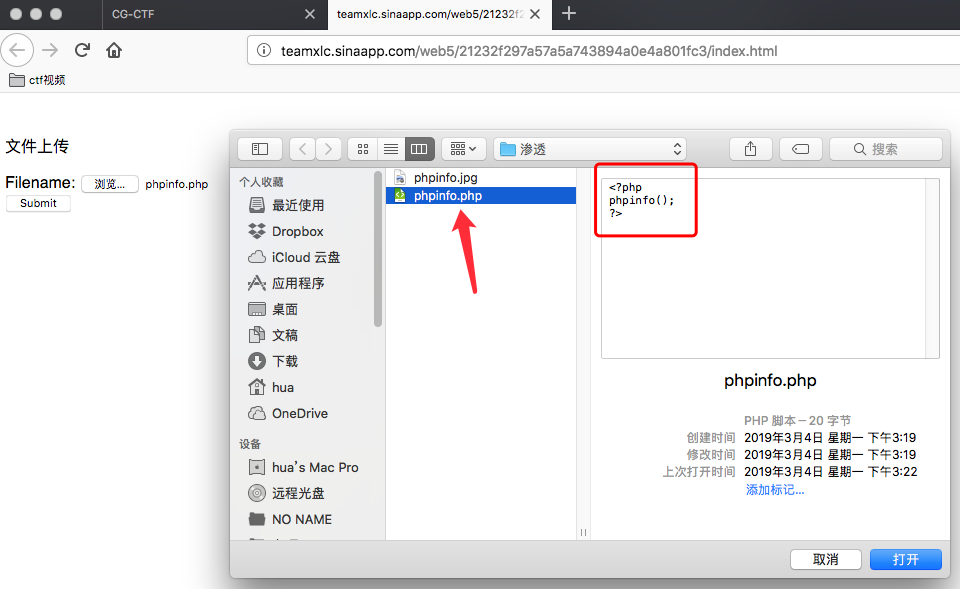 CG-CTF
teamxlc.sinaapp.com/web5/21232f2
teamxlc.sinaapp.com/web5/21232f297a57a5a743894a0e4a801fc3/index.html
ctf视频
文件上传
Filename: 浏览... phpinfo.php
Submit
渗透
搜索
个人收藏
最近使用
Dropbox
iCloud 云盘
应用程序
桌面
文稿
下载
hua
OneDrive
设备
hua's Mac Pro
远程光盘
NO NAME
phpinfo.jpg
phpinfo.php
<?php
phpinfo();
?>
phpinfo.php
PHP 脚本 – 20 字节
创建时间 2019年3月4日 星期一 下午3:19
修改时间 2019年3月4日 星期一 下午3:19
上次打开时间 2019年3月4日 星期一 下午3:22
添加标记...
取消
打开